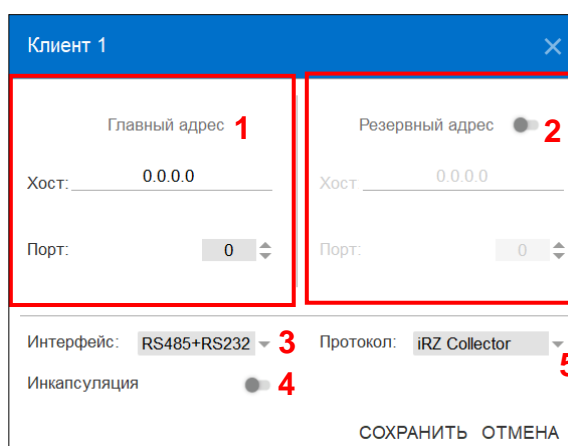 Клиент 1
Главный адрес 1
Резервный адрес 2
Хост: 0.0.0.0
Хост 0.0.0.0
Порт: 0
Порт: 0
Интерфейс: RS485+RS232 3
Протокол: iRZ Collector 5
Инкапсуляция 4
СОХРАНИТЬ ОТМЕНА